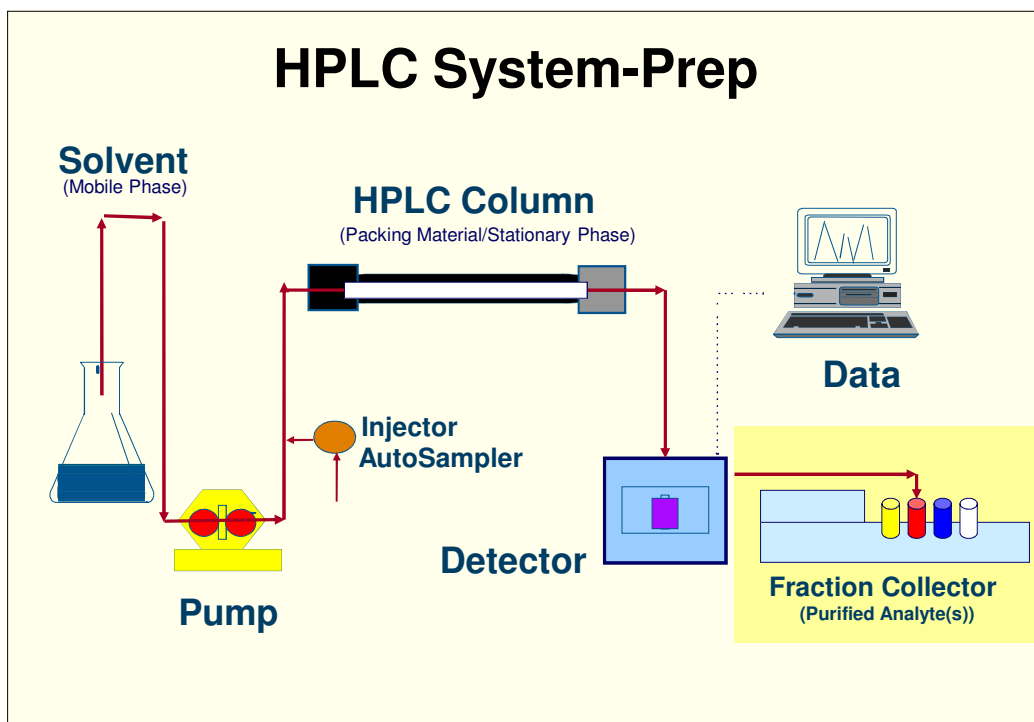 HPLC System-Prep
Solvent
(Mobile Phase)
HPLC Column
(Packing Material/Stationary Phase)
Data
Injector
AutoSampler
Detector
Pump
Fraction Collector
(Purified Analyte(s))